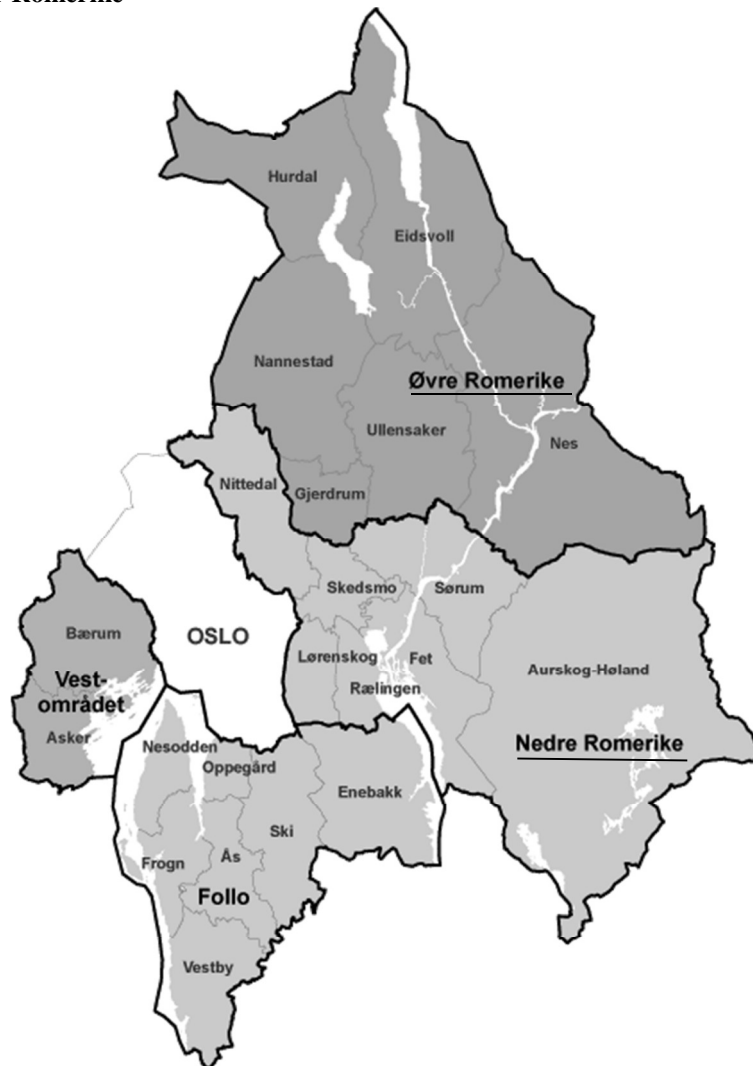 Romerike
Hurdal
Eidsvoll
Nannestad
Øvre Romerike
Ullensaker
Nes
Nittedal
Gjerdrum
Skedsmo
Sørum
Bærum
OSLO
Lørenskog
Fet
Aurskog-Høland
Vest-
området
Rælingen
Asker
Nesodden
Nedre Romerike
Oppegård
Enebakk
Ski
Frogn
Ås
Follo
Vestby